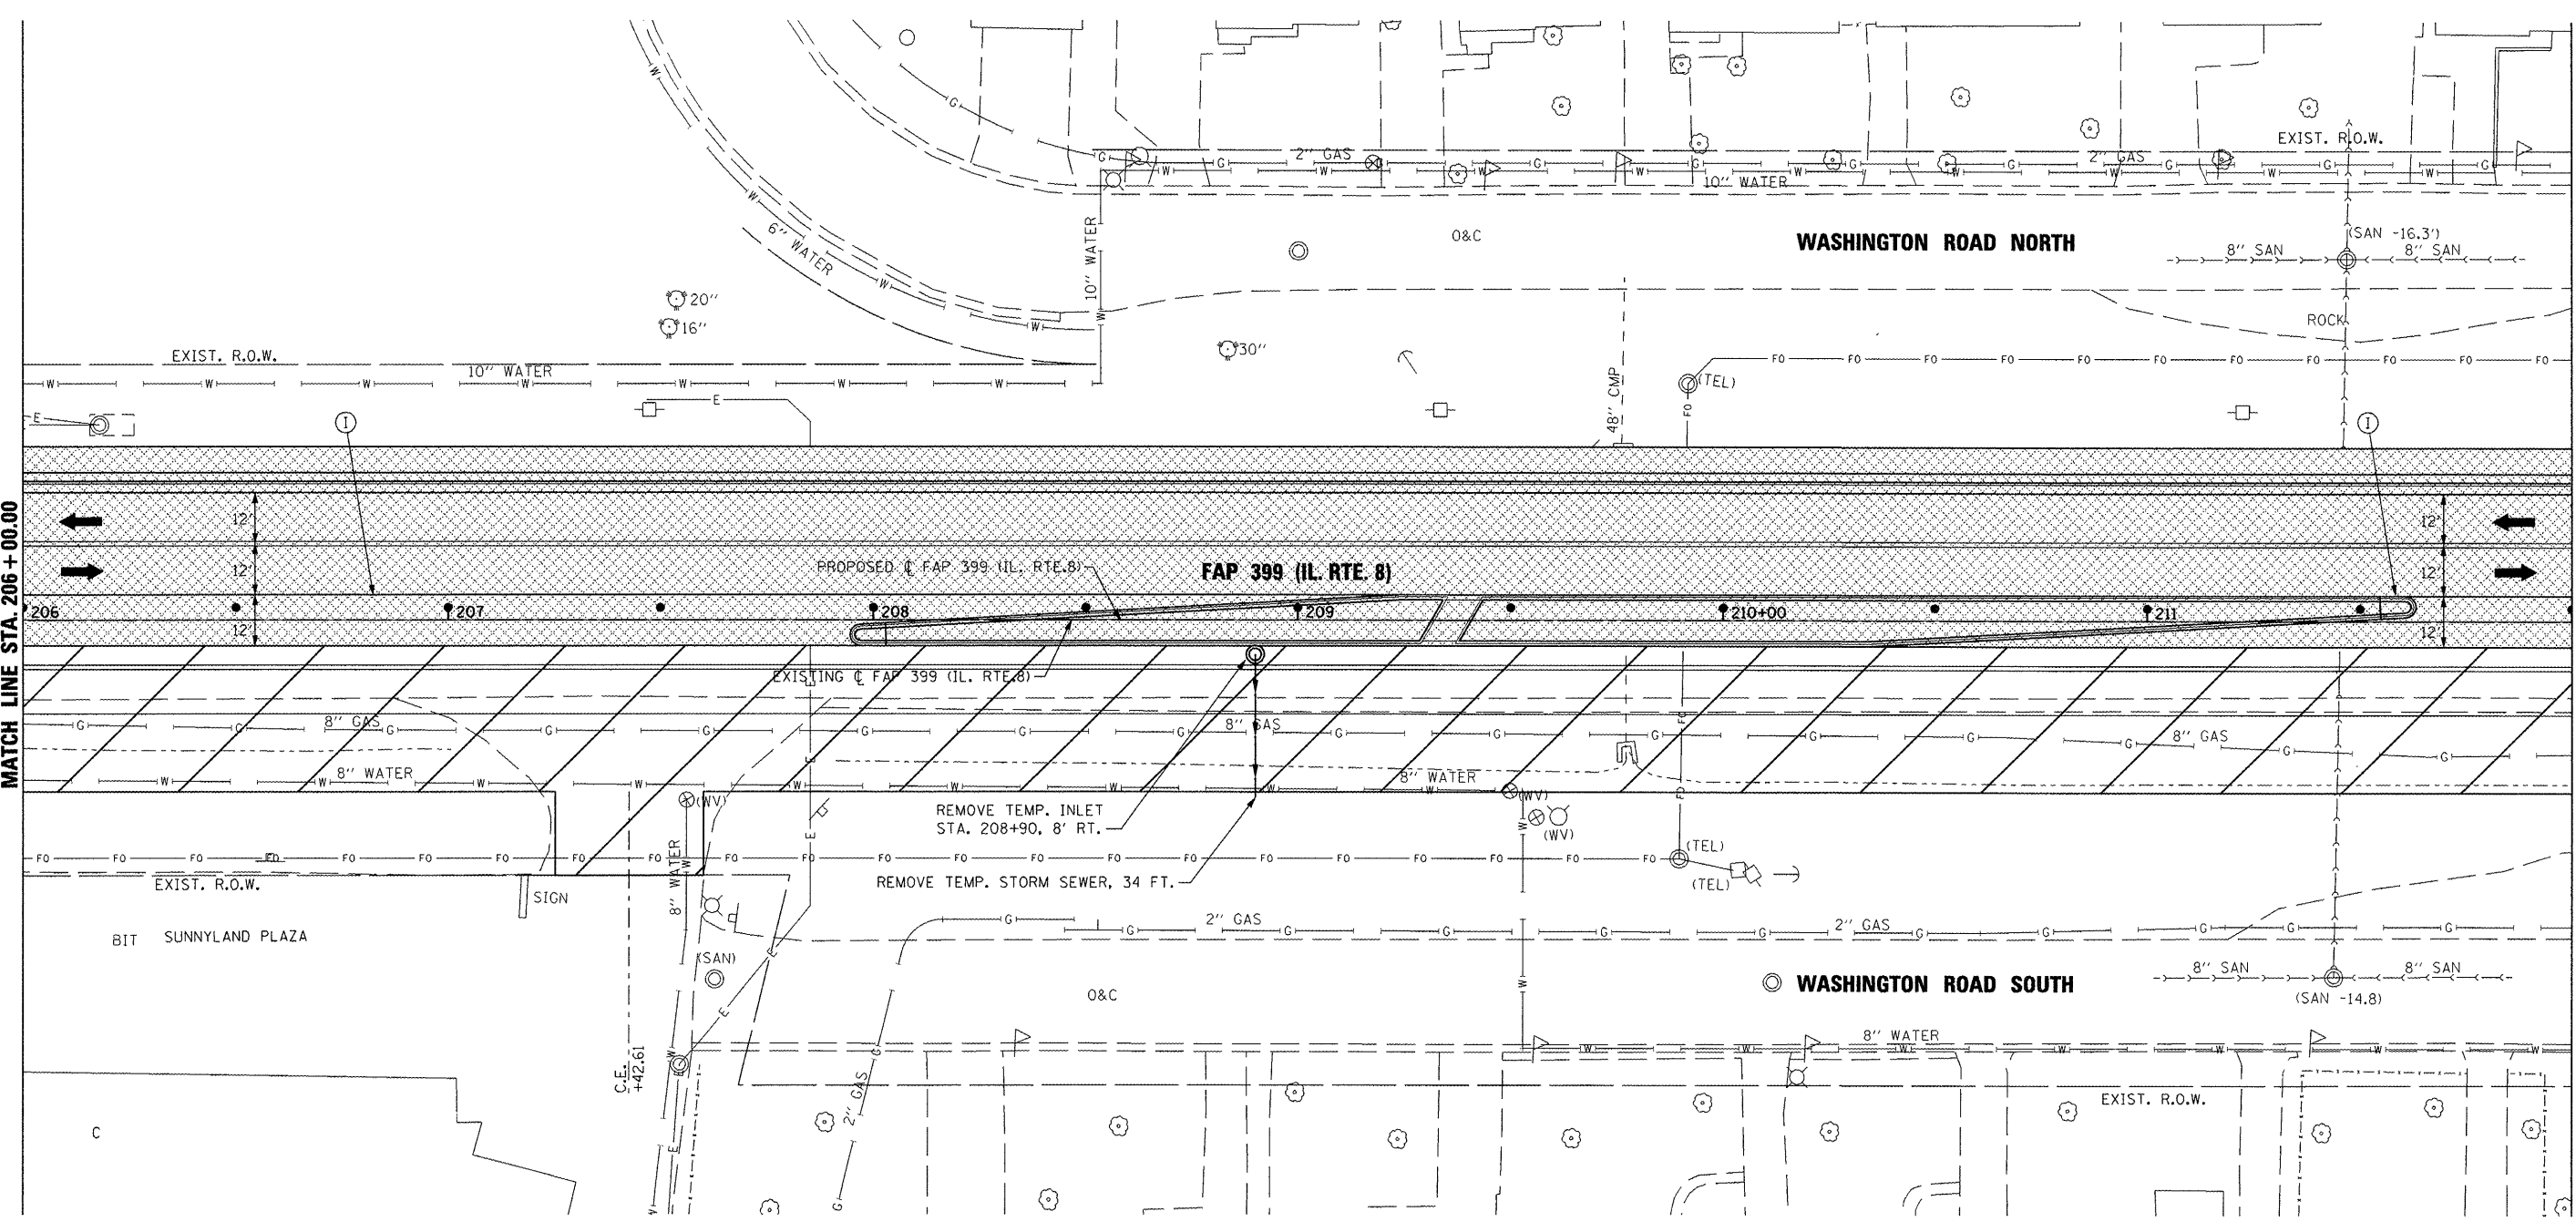 EXIST. R.O.W.
2'' GAS
2'' GAS
10'' WATER
6'' WATER
10'' WATER
O&C
WASHINGTON ROAD NORTH
(SAN -16.3')
8'' SAN
8'' SAN
20''
16''
30''
ROCK
EXIST. R.O.W.
10'' WATER
48'' CMP
(TEL)
I
I
MATCH LINE STA. 206+00.00
12'
12'
12'
12'
12'
12'
PROPOSED ℄ FAP 399 (IL. RTE.8)
FAP 399 (IL. RTE. 8)
206
207
208
209
210+00
211
EXISTING ℄ FAP 399 (IL. RTE.8)
8'' GAS
8'' GAS
8'' GAS
8'' WATER
8'' WATER
(WV)
(WV)
(WV)
REMOVE TEMP. INLET
STA. 208+90, 8' RT.
REMOVE TEMP. STORM SEWER, 34 FT.
(TEL)
(TEL)
EXIST. R.O.W.
SIGN
8'' WATER
BIT
SUNNYLAND PLAZA
2'' GAS
2'' GAS
(SAN)
O&C
WASHINGTON ROAD SOUTH
8'' SAN
8'' SAN
(SAN -14.8)
8'' WATER
C.E.
+42.61
2'' GAS
EXIST. R.O.W.
C